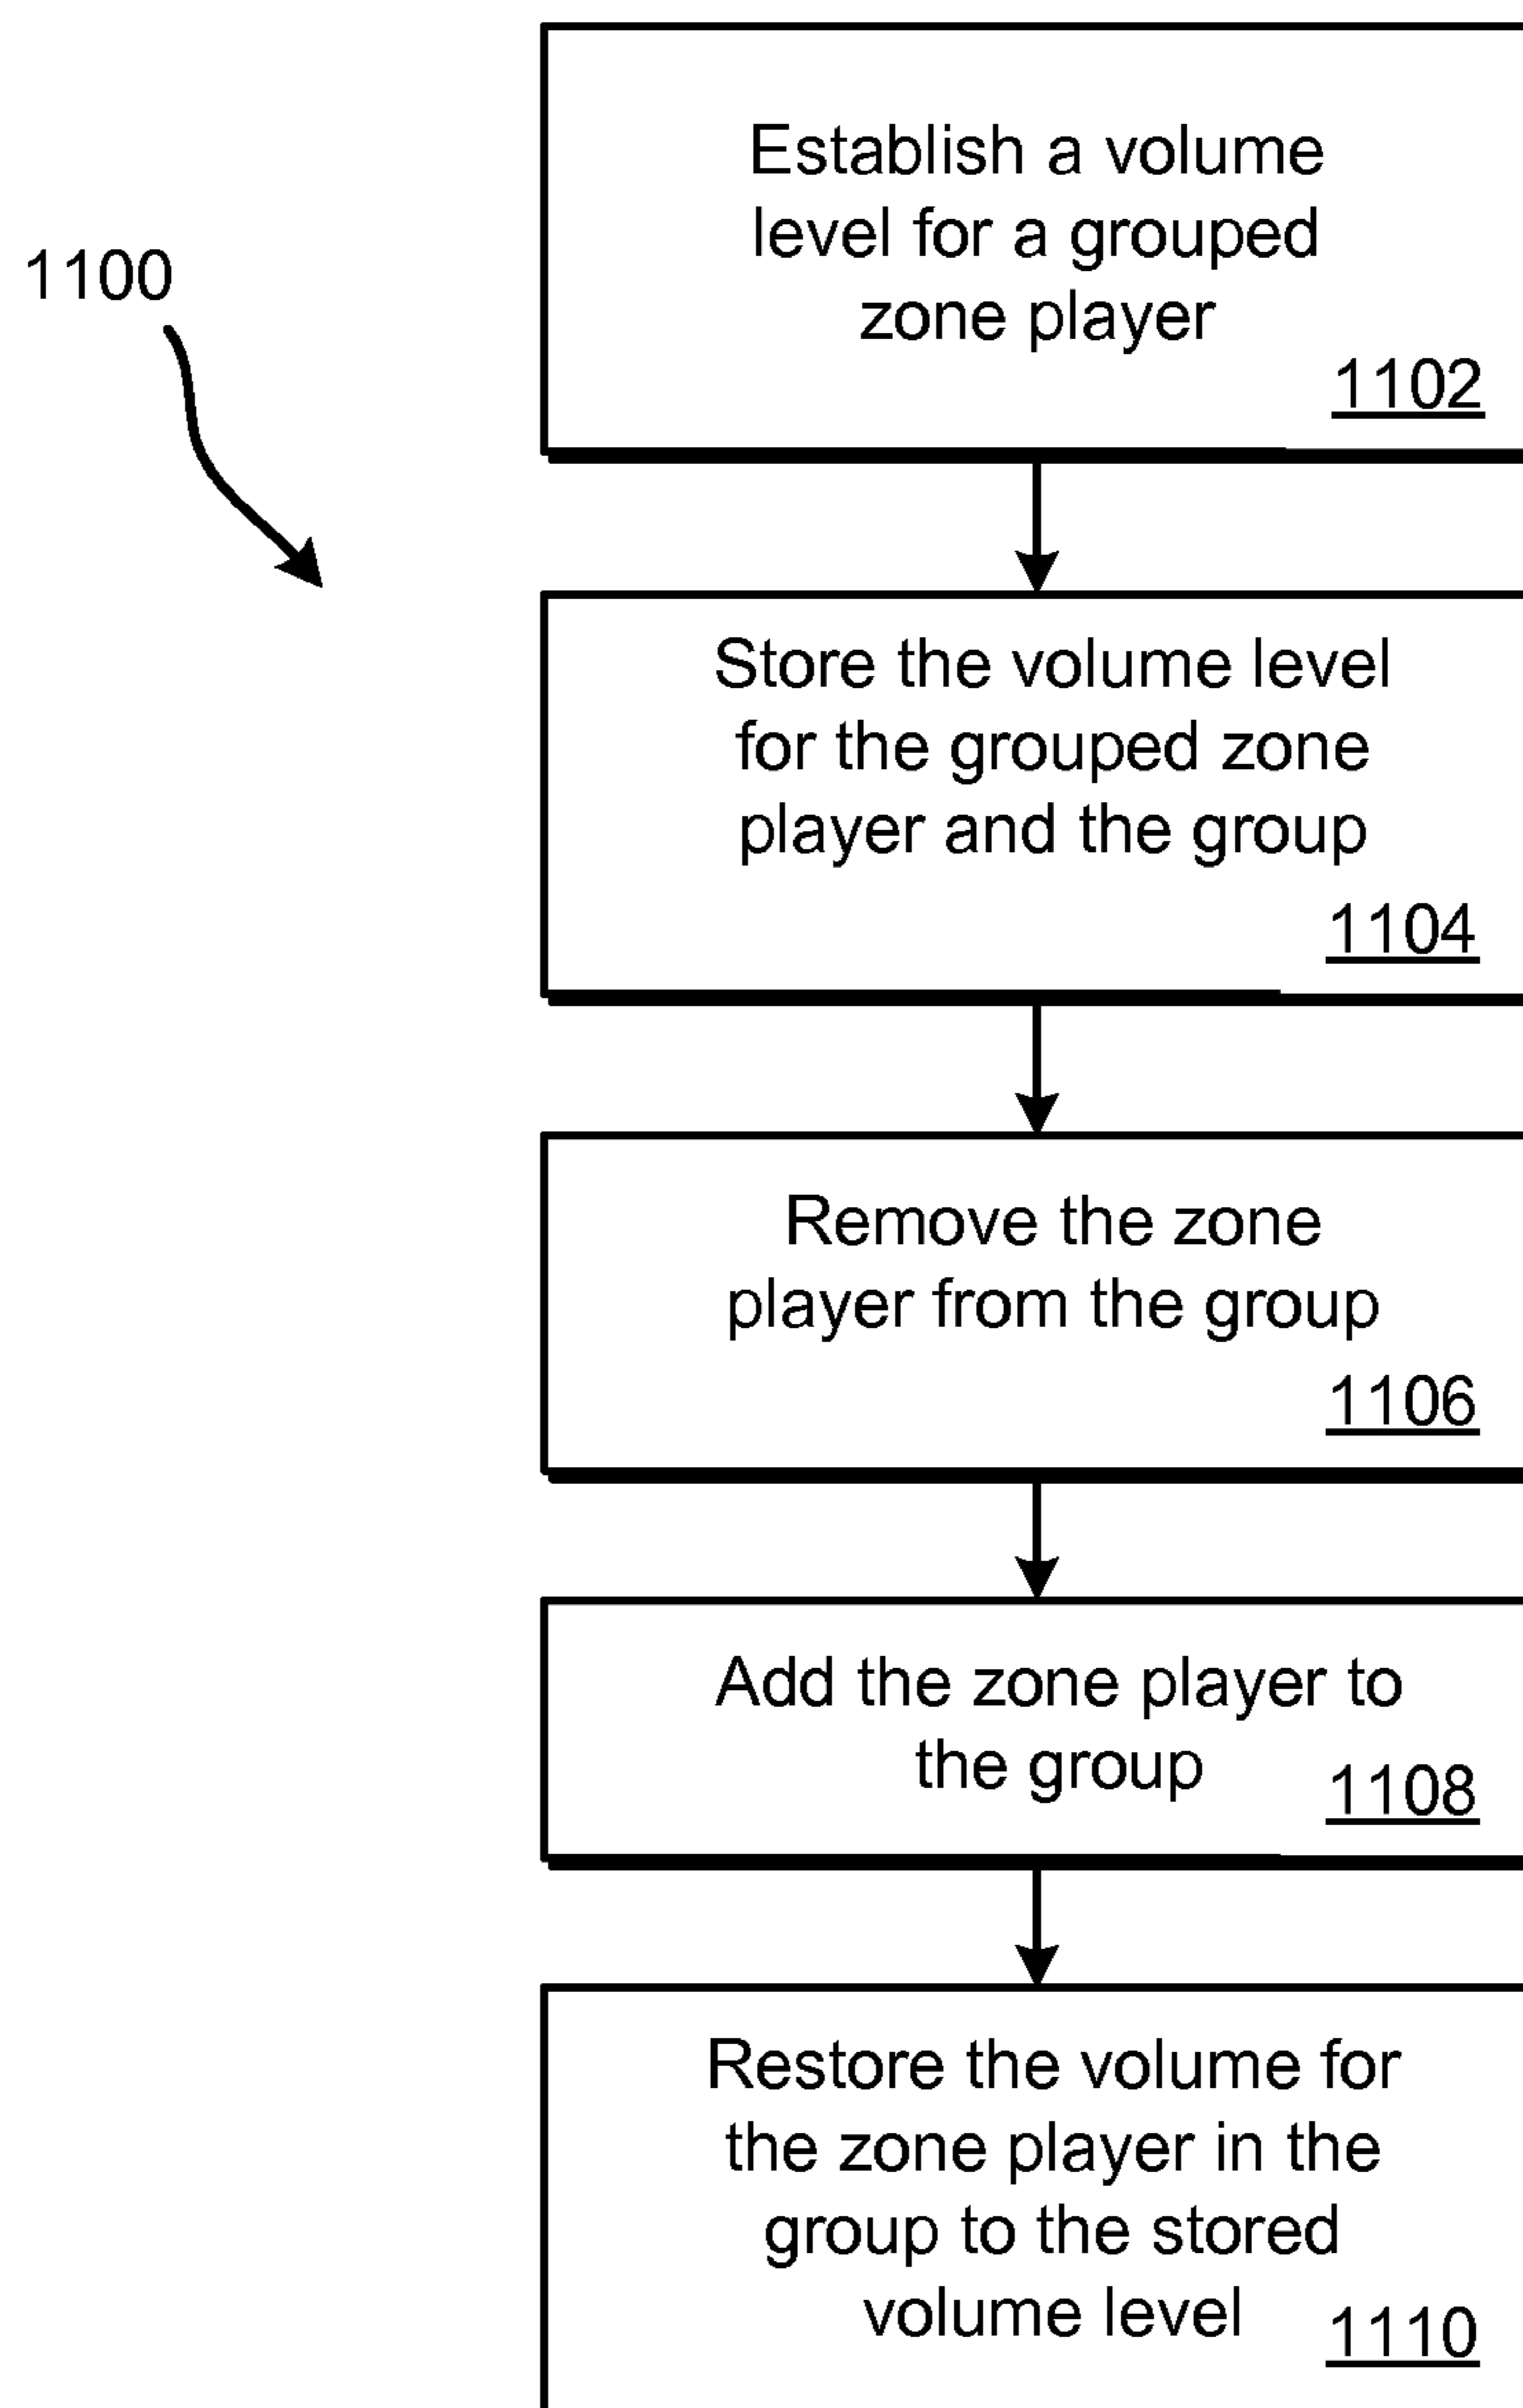 1100
Establish a volume
level for a grouped
zone player
1102
Store the volume level
for the grouped zone
player and the group
1104
Remove the zone
player from the group
1106
Add the zone player to
the group
1108
Restore the volume for
the zone player in the
group to the stored
volume level
1110